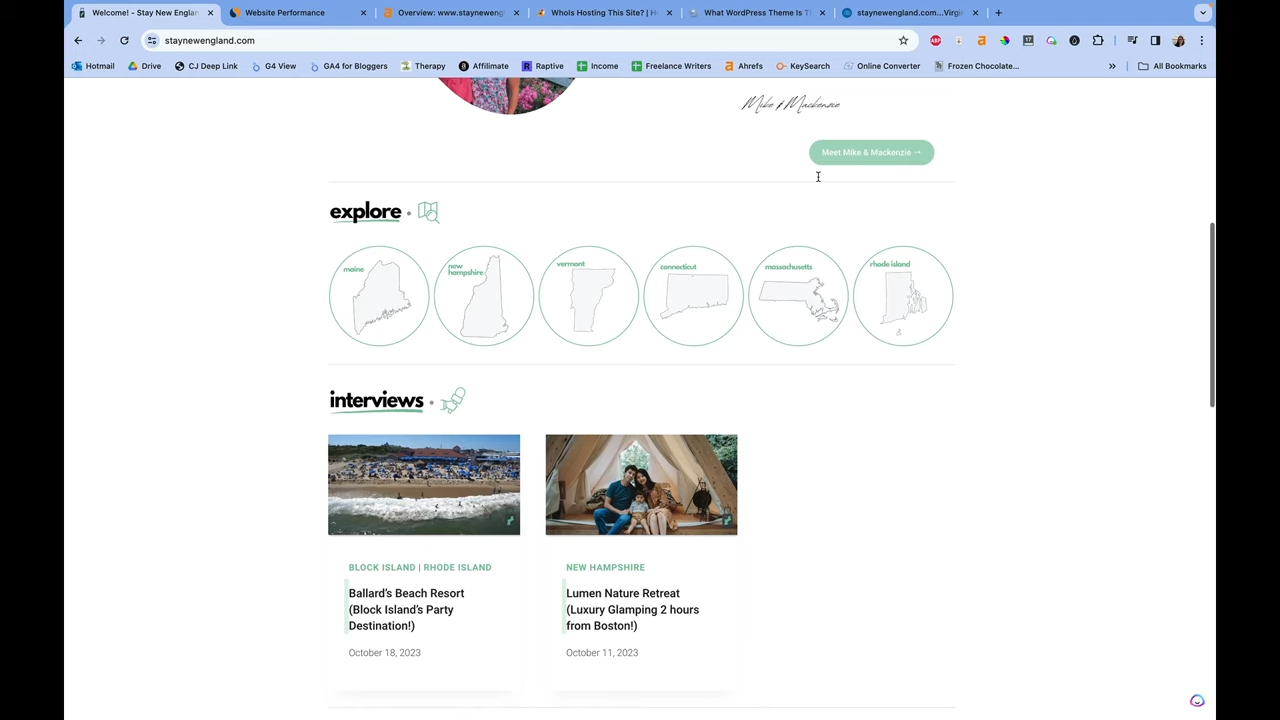 Welcome! - Stay New Englan
Website Performance
Overview: www.staynewengl
WhoIs Hosting This Site? | H
What WordPress Theme Is T
staynewengland.com...Virgi
staynewengland.com
Hotmail
Drive
CJ Deep Link
G4 View
GA4 for Bloggers
Therapy
Affilimate
Raptive
Income
Freelance Writers
Ahrefs
KeySearch
Online Converter
Frozen Chocolate...
»
All Bookmarks
Mike & Mackenzie
Meet Mike & Mackenzie →
explore
maine
new
hampshire
vermont
connecticut
massachusetts
rhode island
interviews
BLOCK ISLAND | RHODE ISLAND
Ballard's Beach Resort
(Block Island's Party
Destination!)
October 18, 2023
NEW HAMPSHIRE
Lumen Nature Retreat
(Luxury Glamping 2 hours
from Boston!)
October 11, 2023